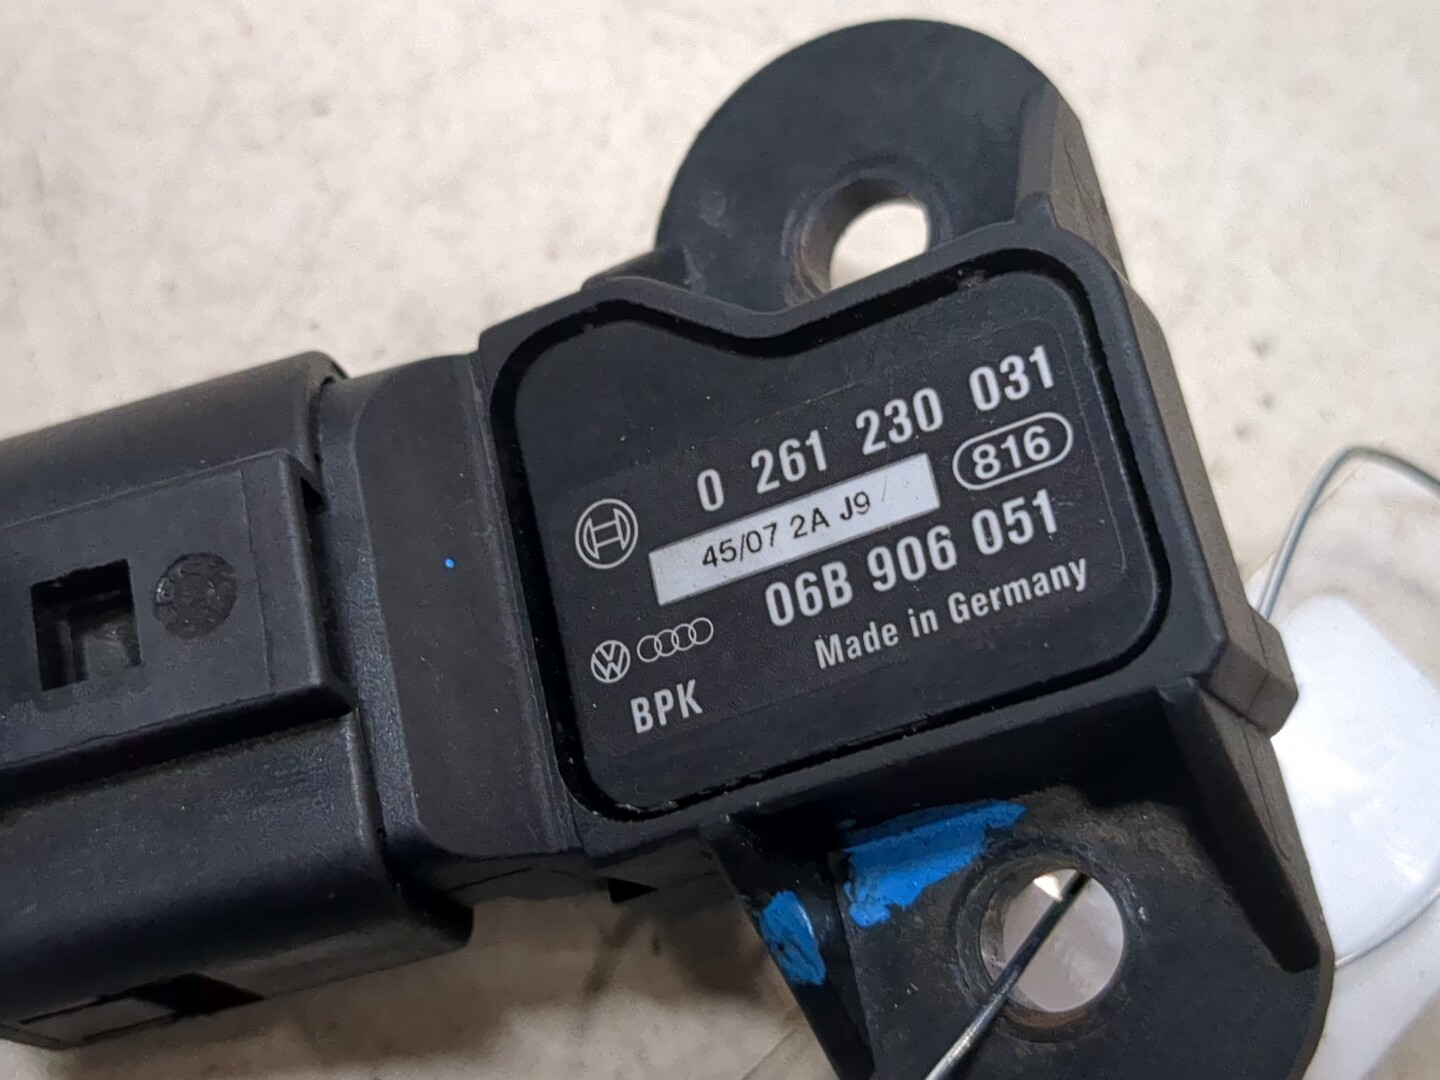 0 261 230 031
816
45/07 2A J9
06B 906 051
Made in Germany
BPK